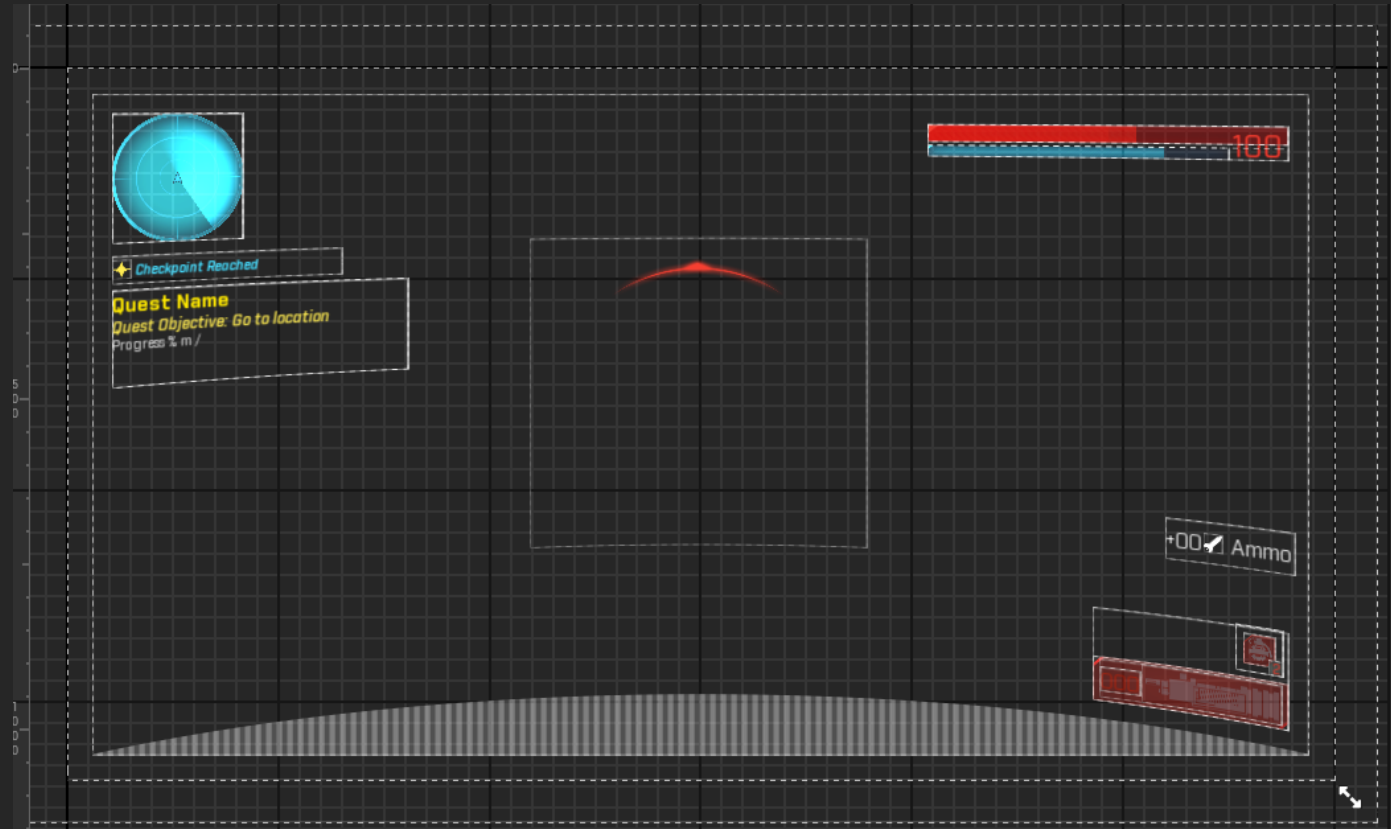 Checkpoint Reached
Quest Name
Quest Objective: Go to location
Progress % m /
100
+00 Ammo